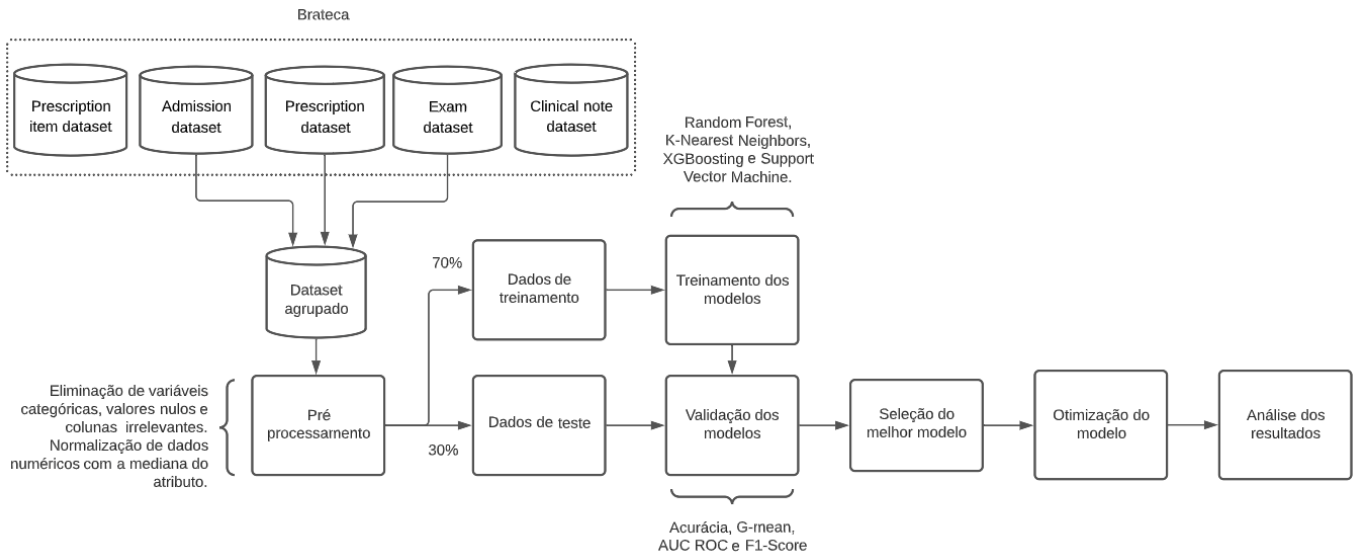 Brateca
Prescription
item dataset
Admission
dataset
Prescription
dataset
Exam
dataset
Clinical note
dataset
Random Forest,
K-Nearest Neighbors,
XGBoosting e Support
Vector Machine.
Dataset
agrupado
70%
Dados de
treinamento
Treinamento dos
modelos
Eliminação de variáveis
categóricas, valores nulos e
colunas irrelevantes.
Normalização de dados
numéricos com a mediana do
atributo.
Pré
processamento
30%
Dados de teste
Validação dos
modelos
Seleção do
melhor modelo
Otimização do
modelo
Análise dos
resultados
Acurácia, G-mean,
AUC ROC e F1-Score